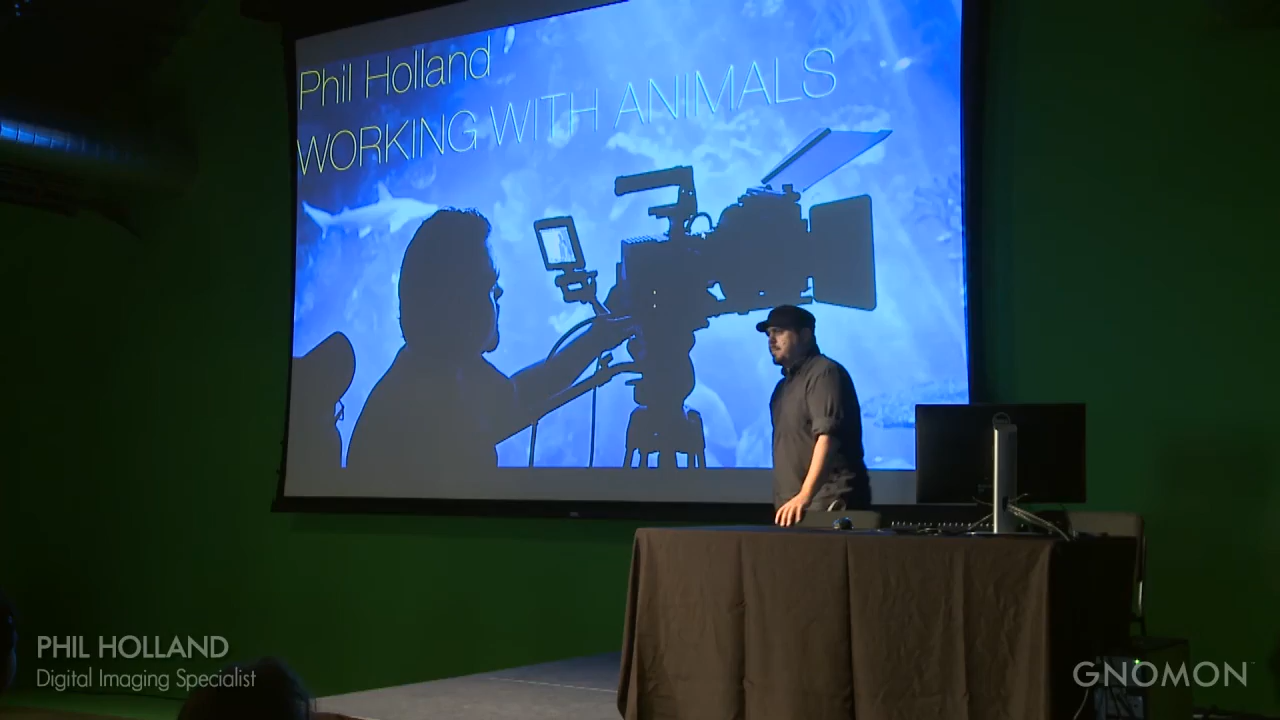 Phil Holland
WORKING WITH ANIMALS
PHIL HOLLAND
Digital Imaging Specialist
GNOMON